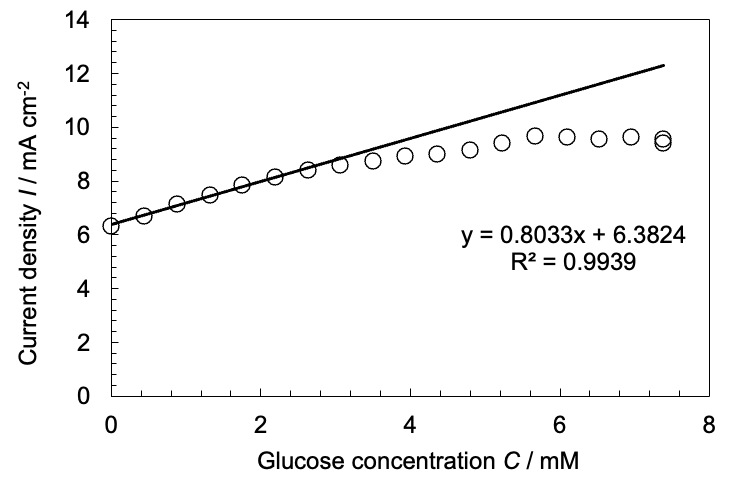 14
12
10
8
6
4
2
0
Current density I / mA cm⁻²
y = 0.8033x + 6.3824
R² = 0.9939
0 2 4 6 8
Glucose concentration C / mM